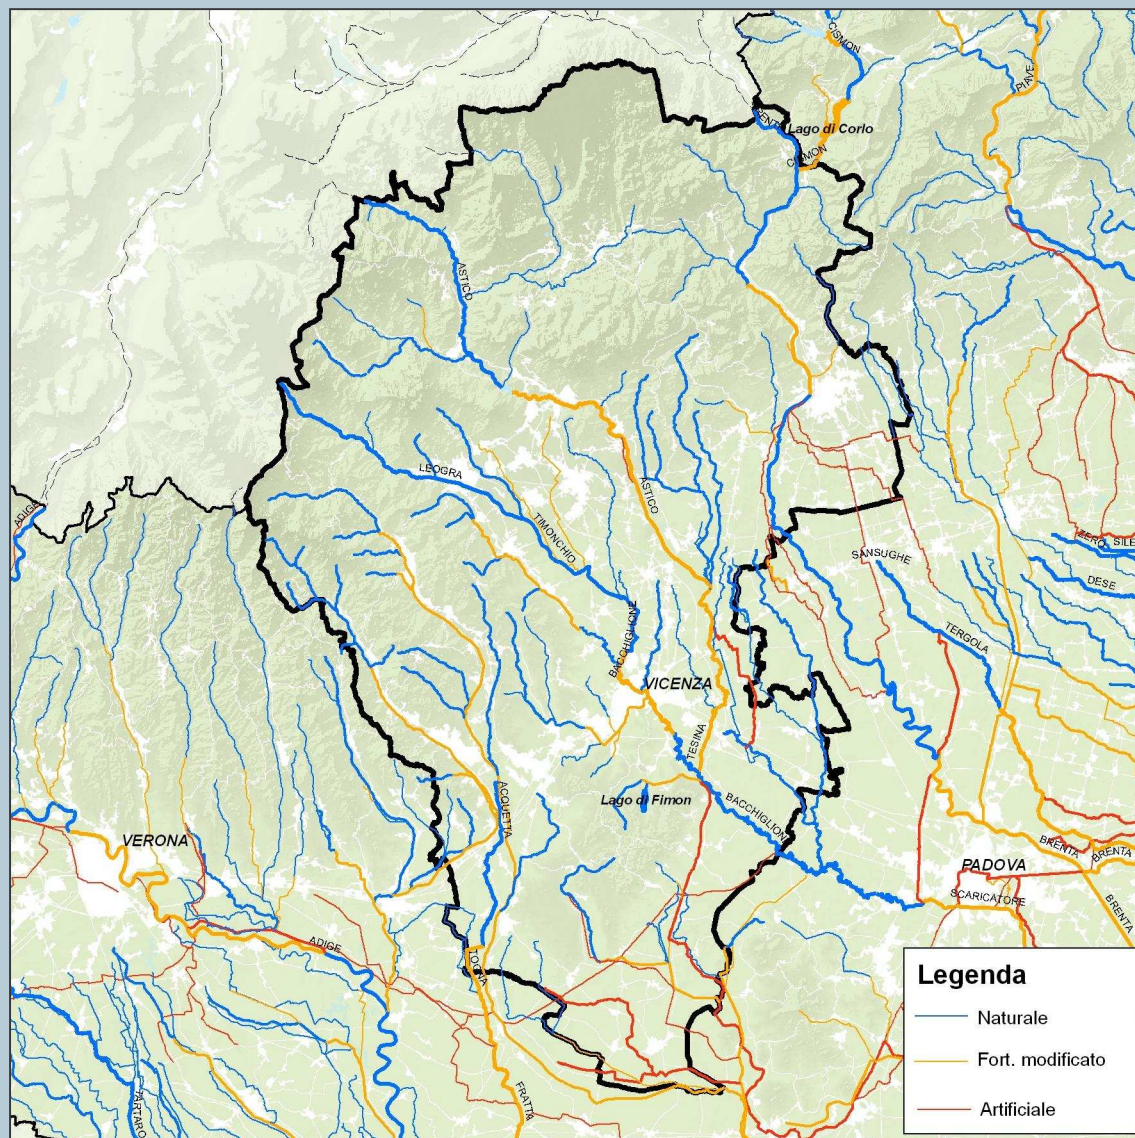 CISMON
PIAVE
BRENTA
Lago di Corlo
CISMON
ASTICO
LEOGRA
ASTICO
ADIGE
TIMONCHIO
ZERO
SILE
SANSUGHE
DESE
TERGOLA
BACCHIGLIONE
VICENZA
TESINA
ACQUETTA
Lago di Fimon
BACCHIGLION
VERONA
BRENTA
BRENTA
PADOVA
SCARICATORE
BRENTA
ADIGE
TOGNA
FRATTA
TARTARO
Legenda
Naturale
Fort. modificato
Artificiale